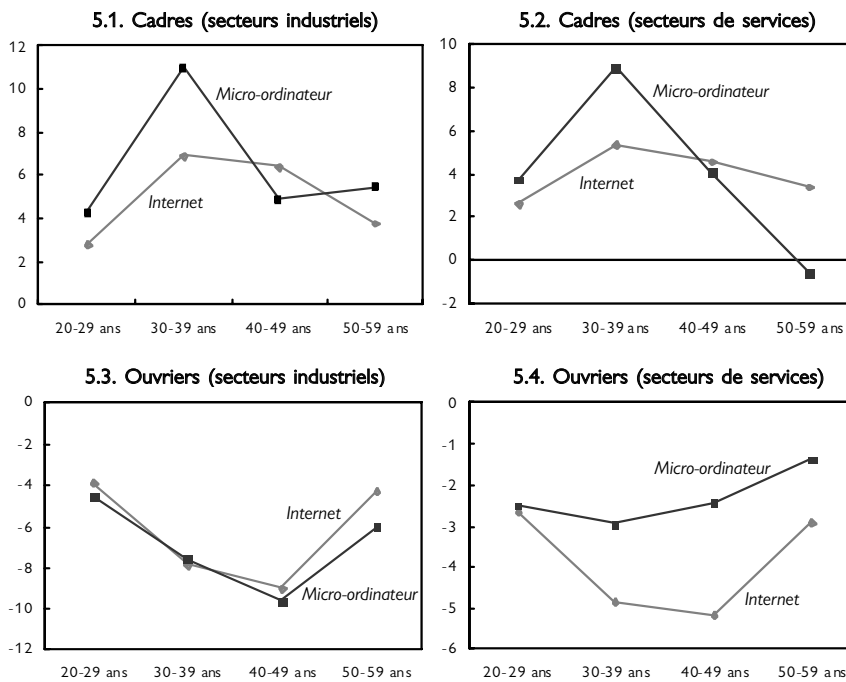 5.1. Cadres (secteurs industriels)
12
10
8
6
4
2
0
Micro-ordinateur
Internet
20-29 ans 30-39 ans 40-49 ans 50-59 ans
5.2. Cadres (secteurs de services)
10
8
6
4
2
0
-2
Micro-ordinateur
Internet
20-29 ans 30-39 ans 40-49 ans 50-59 ans
5.3. Ouvriers (secteurs industriels)
0
-2
-4
-6
-8
-10
-12
Internet
Micro-ordinateur
20-29 ans 30-39 ans 40-49 ans 50-59 ans
5.4. Ouvriers (secteurs de services)
0
-1
-2
-3
-4
-5
-6
Micro-ordinateur
Internet
20-29 ans 30-39 ans 40-49 ans 50-59 ans